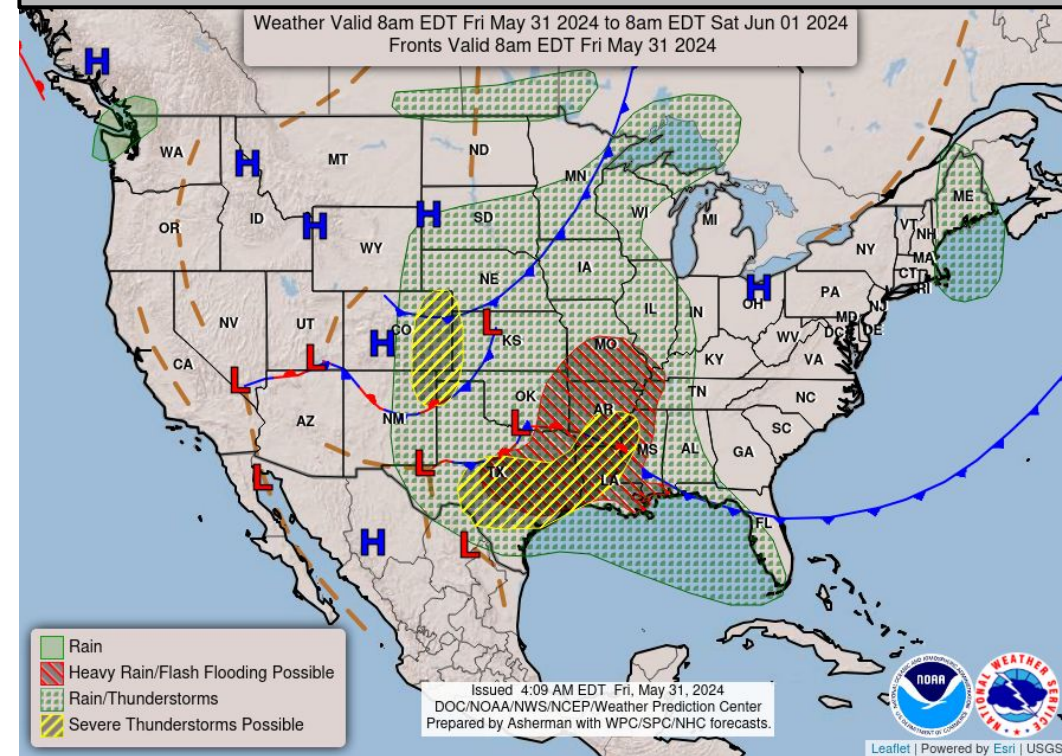 Weather Valid 8am EDT Fri May 31 2024 to 8am EDT Sat Jun 01 2024
Fronts Valid 8am EDT Fri May 31 2024
H
WA
H
MT
ND
MN
ME
OR
ID
H
WY
H
SD
WI
MI
VT
NH
NY
MA
CT
RI
NE
IA
H
OH
PA
NJ
NV
UT
CO
H
L
KS
IL
IN
MD
DE
DC
WV
VA
CA
L
L
MO
KY
AZ
NM
OK
L
AR
TN
NC
SC
L
L
TX
LA
MS
AL
GA
H
L
FL
Rain
Heavy Rain/Flash Flooding Possible
Rain/Thunderstorms
Severe Thunderstorms Possible
Issued 4:09 AM EDT Fri, May 31, 2024
DOC/NOAA/NWS/NCEP/Weather Prediction Center
Prepared by Asherman with WPC/SPC/NHC forecasts.
NOAA
NATIONAL WEATHER SERVICE
Leaflet | Powered by Esri | USGS